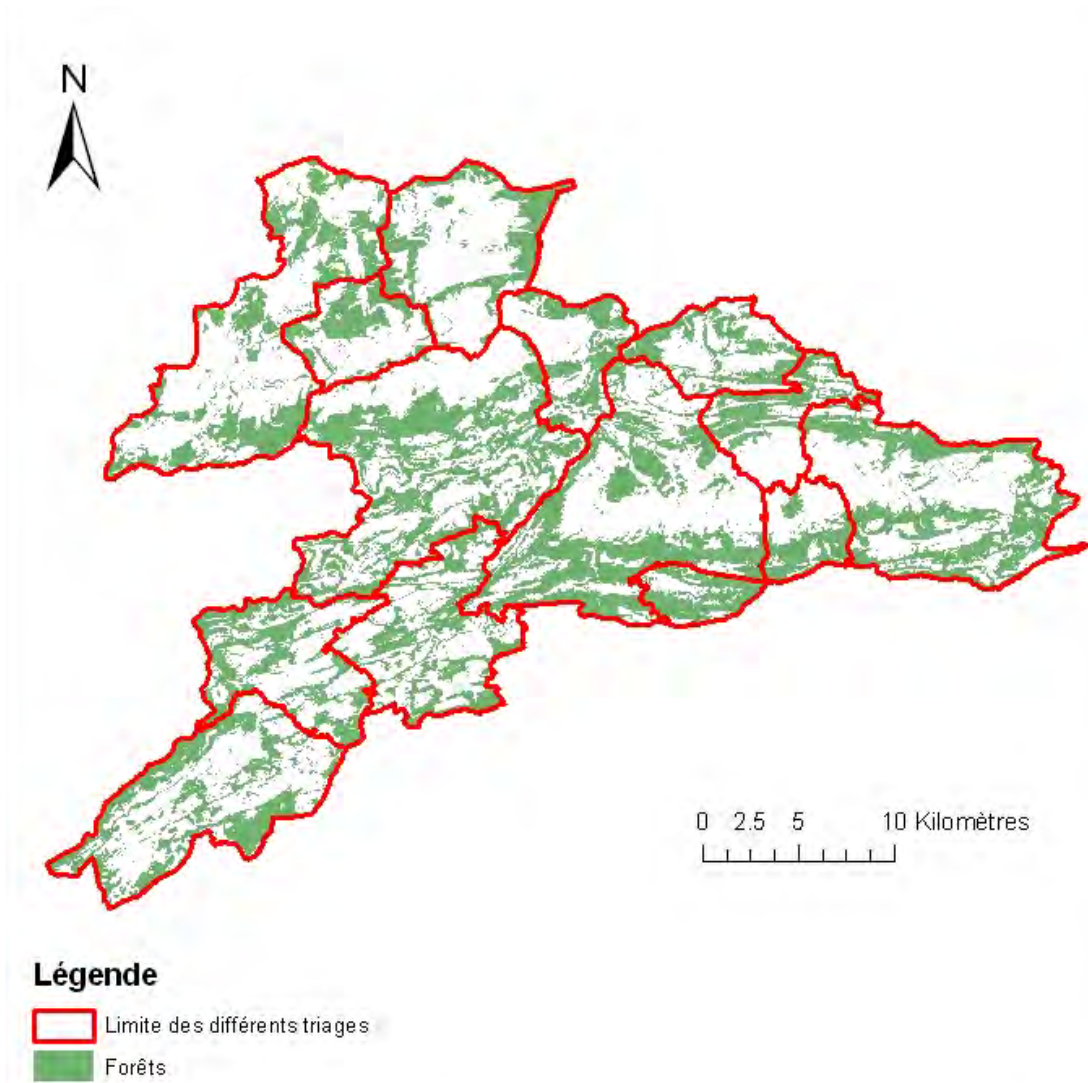 N
0 2.5 5 10 Kilomètres
Légende
Limite des différents triages
Forêts